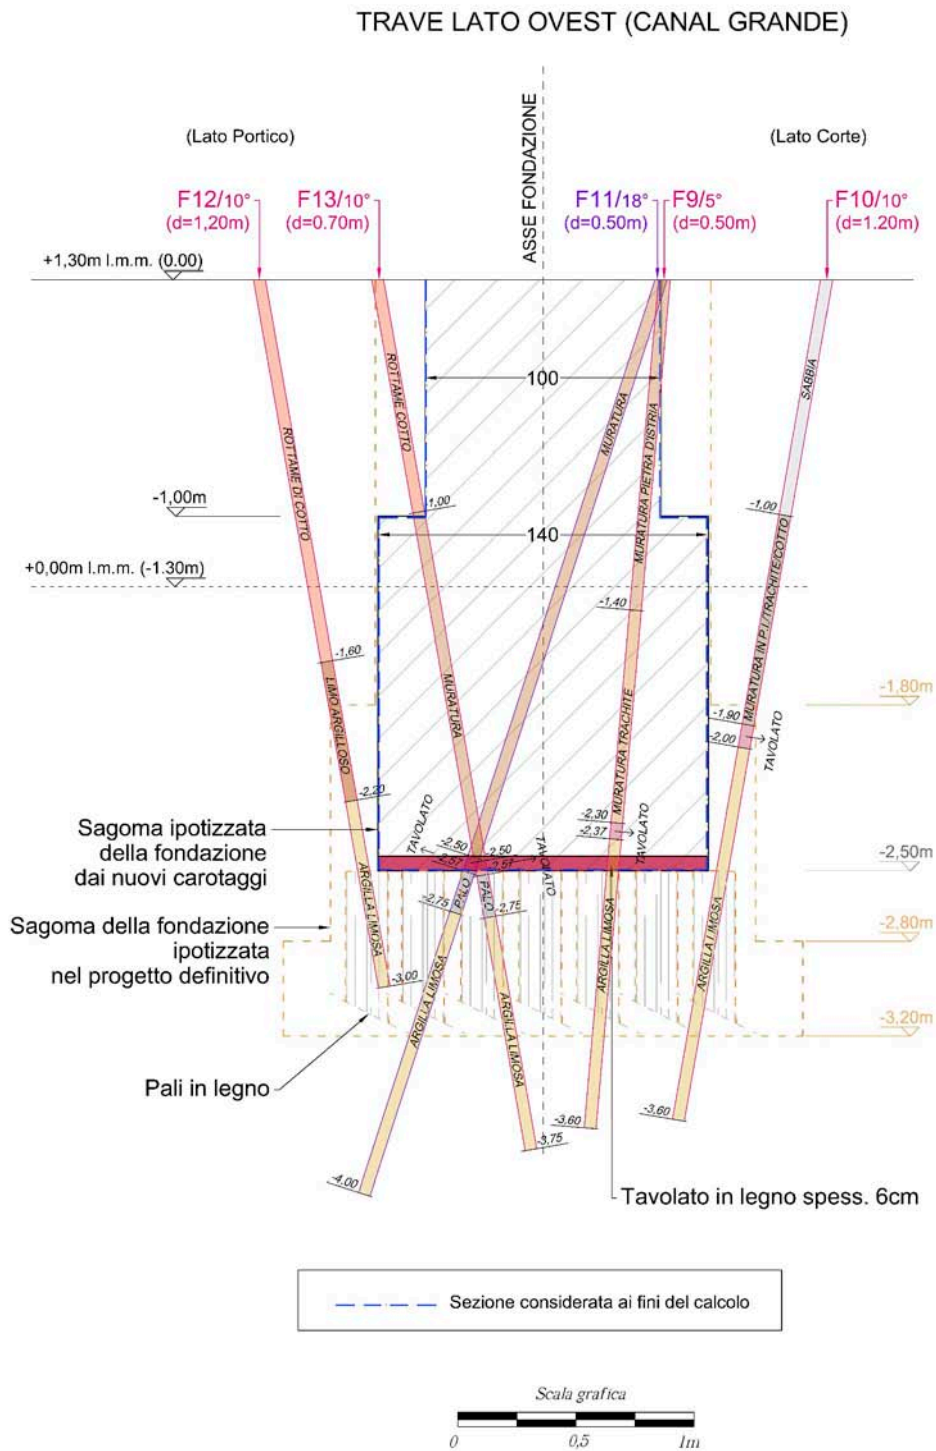 TRAVE LATO OVEST (CANAL GRANDE)
ASSE FONDAZIONE
(Lato Portico)
(Lato Corte)
F12/10°
(d=1,20m)
F13/10°
(d=0.70m)
F11/18°
(d=0.50m)
F9/5°
(d=0.50m)
F10/10°
(d=1.20m)
+1,30m l.m.m. (0.00)
100
ROTTAME COTTO
MURATURA
MURATURA PIETRA D'ISTRIA
SABBIA
ROTTAME DI COTTO
-1,00m
-1,00
-1,00
140
+0,00m l.m.m. (-1.30m)
-1,40
MURATURA IN P.I./TRACHITE/COTTO
-1,60
LIMO ARGILLOSO
MURATURA
MURATURA TRACHITE
-1,80m
-1,90
-2,00
TAVOLATO
-2,20
-2,30
-2,37
TAVOLATO
Sagoma ipotizzata
della fondazione
dai nuovi carotaggi
TAVOLATO
-2,50
-2,57
-2,50
-2,57
TAVOLATO
-2,50m
PALO
PALO
-2,75
-2,75
ARGILLA LIMOSA
ARGILLA LIMOSA
ARGILLA LIMOSA
Sagoma della fondazione
ipotizzata
nel progetto definitivo
-2,80m
-3,00
ARGILLA LIMOSA
ARGILLA LIMOSA
-3,20m
Pali in legno
-3,60
-3,60
-3,75
-4,00
Tavolato in legno spess. 6cm
Sezione considerata ai fini del calcolo
Scala grafica
0
0,5
1m